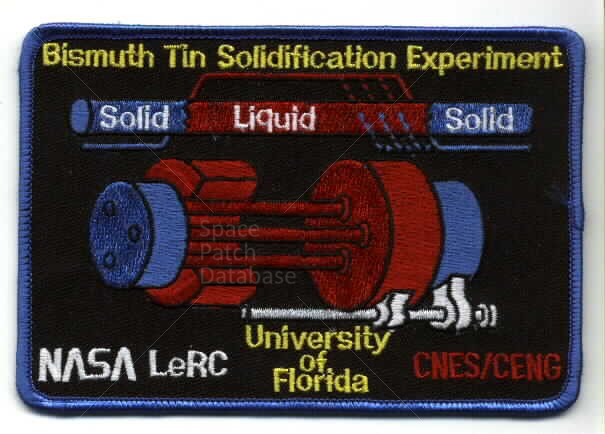 Bismuth Tin Solidification Experiment
Solid Liquid Solid
Space
Patch
Database
University
of
Florida
NASA LeRC CNES/CENG